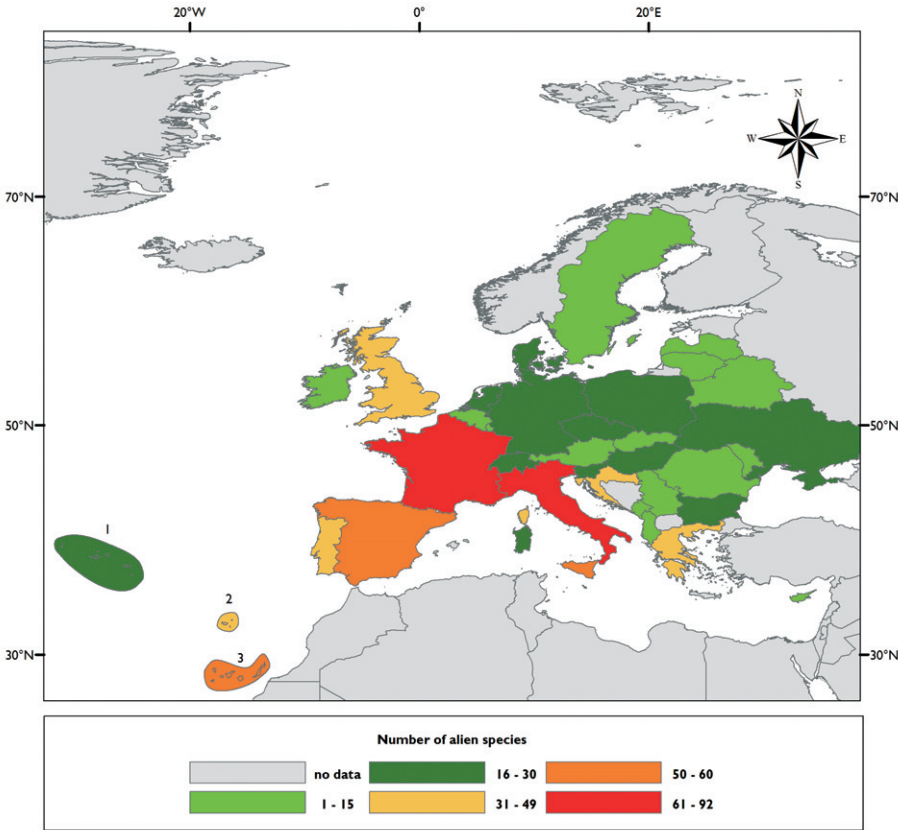 20°W 0° 20°E
N
W E
S
70°N 70°N
50°N 50°N
1
2
3
30°N 30°N
Number of alien species
no data 16 - 30 50 - 60
1 - 15 31 - 49 61 - 92